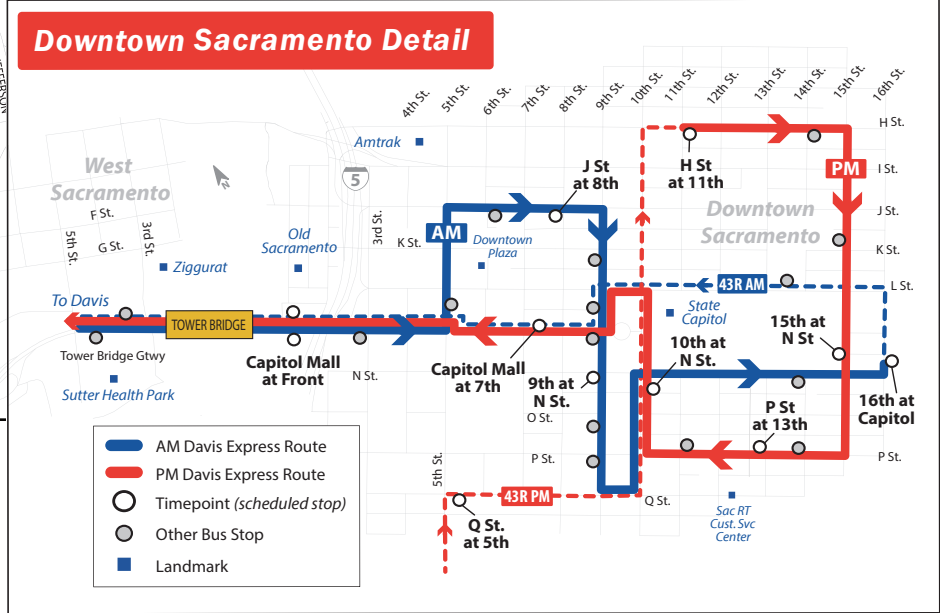 Downtown Sacramento Detail
JEFFERSON
4th St.
5th St.
6th St.
7th St.
8th St.
9th St.
10th St.
11th St.
12th St.
13th St.
14th St.
15th St.
16th St.
Amtrak
H St.
West
Sacramento
5
J St
at 8th
H St
at 11th
PM
I St.
F St.
3rd St.
5th St.
G St.
Old
Sacramento
3rd St.
K St.
AM
Downtown
Plaza
Downtown
Sacramento
J St.
K St.
Ziggurat
43R AM
L St.
To Davis
TOWER BRIDGE
State
Capitol
15th at
N St
Tower Bridge Gtwy
Capitol Mall
at Front
N St.
Capitol Mall
at 7th
10th at
N St.
9th at
N St.
Sutter Health Park
16th at
Capitol
O St.
P St
at 13th
P St.
P St.
AM Davis Express Route
PM Davis Express Route
Timepoint (scheduled stop)
Other Bus Stop
Landmark
5th St.
43R PM
Q St.
Q St.
at 5th
Sac RT
Cust. Svc
Center